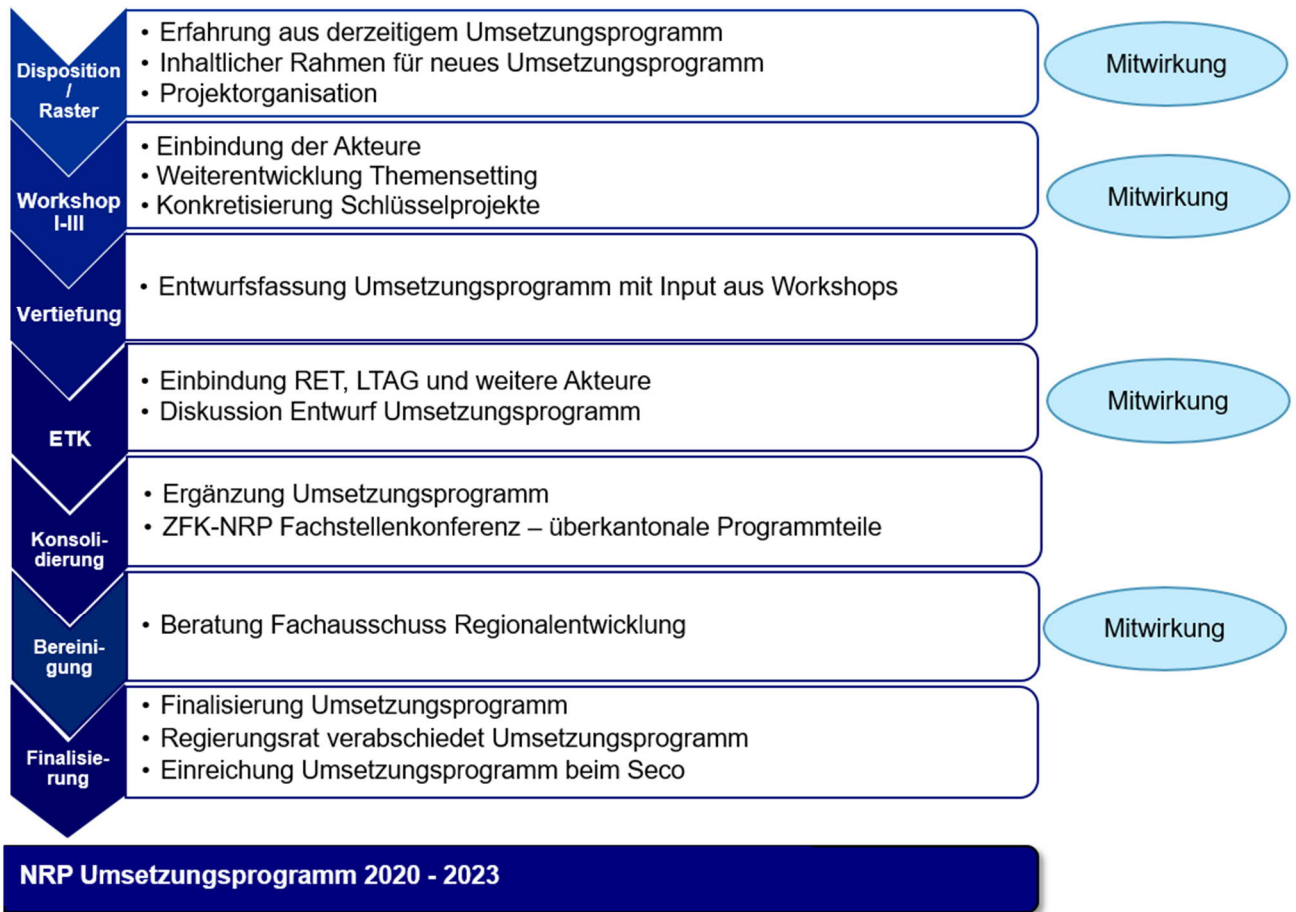 Disposition
/
Raster
• Erfahrung aus derzeitigem Umsetzungsprogramm
• Inhaltlicher Rahmen für neues Umsetzungsprogramm
• Projektorganisation
Mitwirkung
Workshop
I-III
• Einbindung der Akteure
• Weiterentwicklung Themensetting
• Konkretisierung Schlüsselprojekte
Mitwirkung
Vertiefung
• Entwurfsfassung Umsetzungsprogramm mit Input aus Workshops
ETK
• Einbindung RET, LTAG und weitere Akteure
• Diskussion Entwurf Umsetzungsprogramm
Mitwirkung
Konsoli-
dierung
• Ergänzung Umsetzungsprogramm
• ZFK-NRP Fachstellenkonferenz – überkantonale Programmteile
Bereini-
gung
• Beratung Fachausschuss Regionalentwicklung
Mitwirkung
Finalisie-
rung
• Finalisierung Umsetzungsprogramm
• Regierungsrat verabschiedet Umsetzungsprogramm
• Einreichung Umsetzungsprogramm beim Seco
NRP Umsetzungsprogramm 2020 - 2023